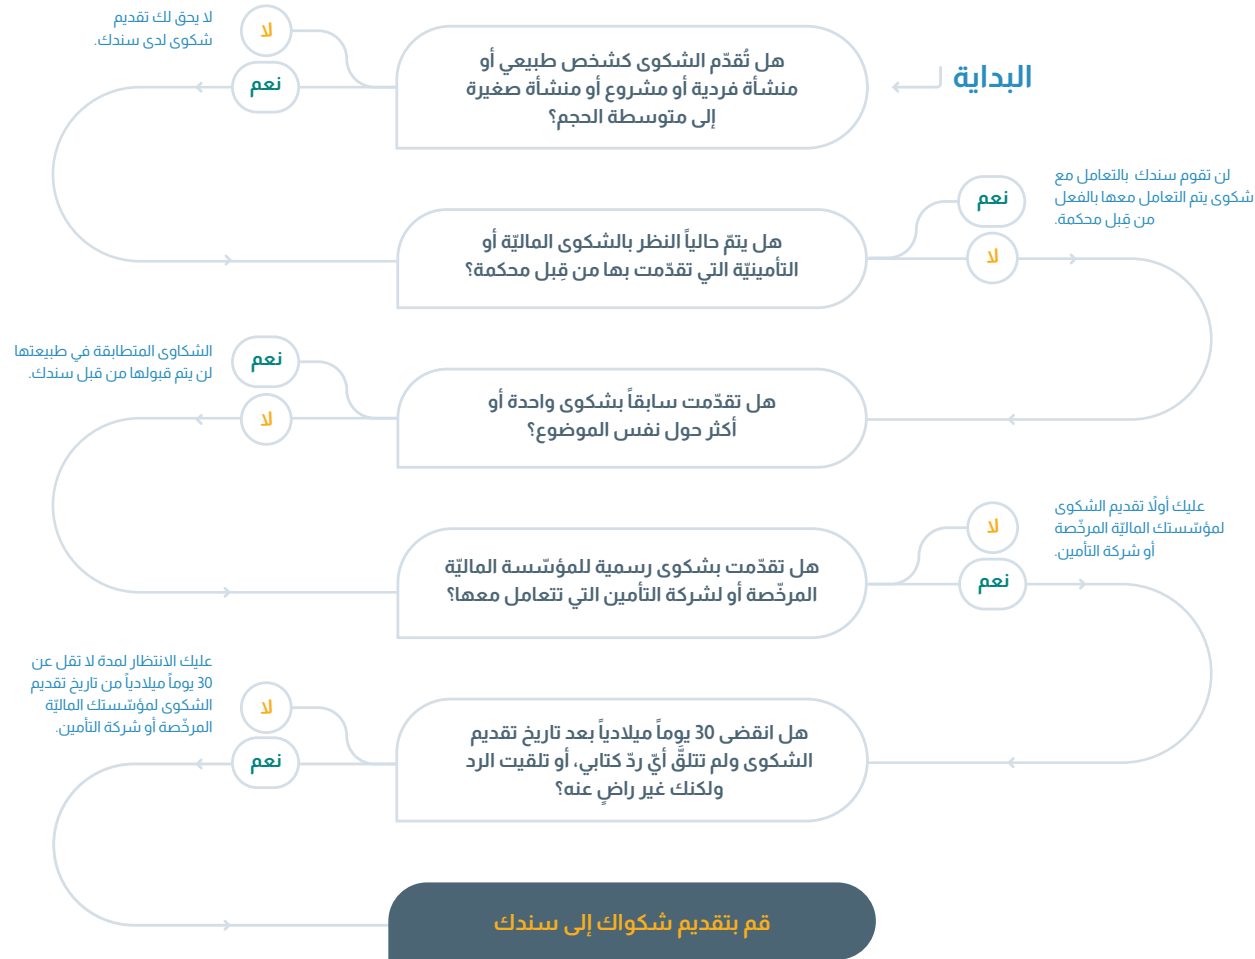 البداية
هل تُقدّم الشكوى كشخص طبيعي أو
منشأة فردية أو مشروع أو منشأة صغيرة
إلى متوسطة الحجم؟
لا
لا يحق لك تقديم
شكوى لدى سندك.
نعم
هل يتمّ حالياً النظر بالشكوى الماليّة أو
التأمينيّة التي تقدّمت بها من قِبل محكمة؟
نعم
لن تقوم سندك بالتعامل مع
شكوى يتم التعامل معها بالفعل
من قِبل محكمة.
لا
هل تقدّمت سابقاً بشكوى واحدة أو
أكثر حول نفس الموضوع؟
نعم
الشكاوى المتطابقة في طبيعتها
لن يتم قبولها من قبل سندك.
لا
هل تقدّمت بشكوى رسمية للمؤسّسة الماليّة
المرخّصة أو لشركة التأمين التي تتعامل معها؟
لا
عليك أولًا تقديم الشكوى
لمؤسّستك الماليّة المرخّصة
أو شركة التأمين.
نعم
هل انقضى 30 يوماً ميلادياً بعد تاريخ تقديم
الشكوى ولم تتلقَّ أيّ ردّ كتابي، أو تلقيت الرد
ولكنك غير راضٍ عنه؟
لا
عليك الانتظار لمدة لا تقل عن
30 يوماً ميلادياً من تاريخ تقديم
الشكوى لمؤسّستك الماليّة
المرخّصة أو شركة التأمين.
نعم
قم بتقديم شكواك إلى سندك